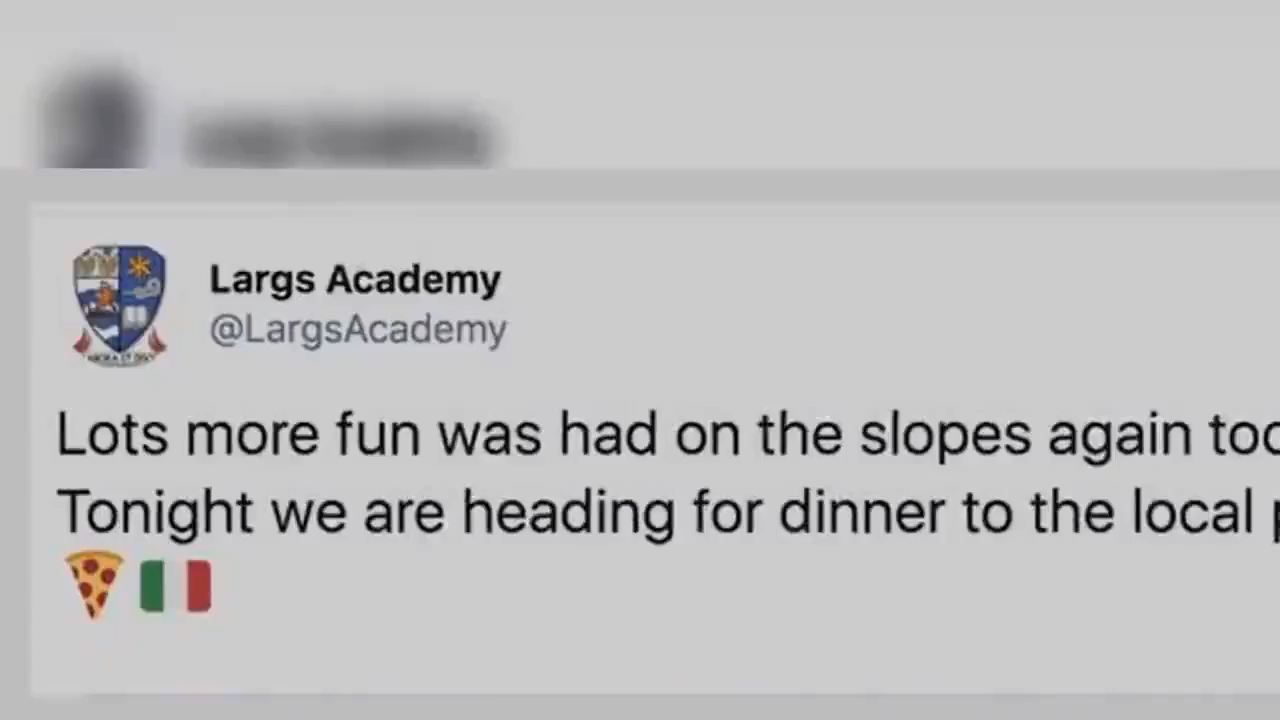 Largs Academy
@LargsAcademy
Lots more fun was had on the slopes again
Tonight we are heading for dinner to the local